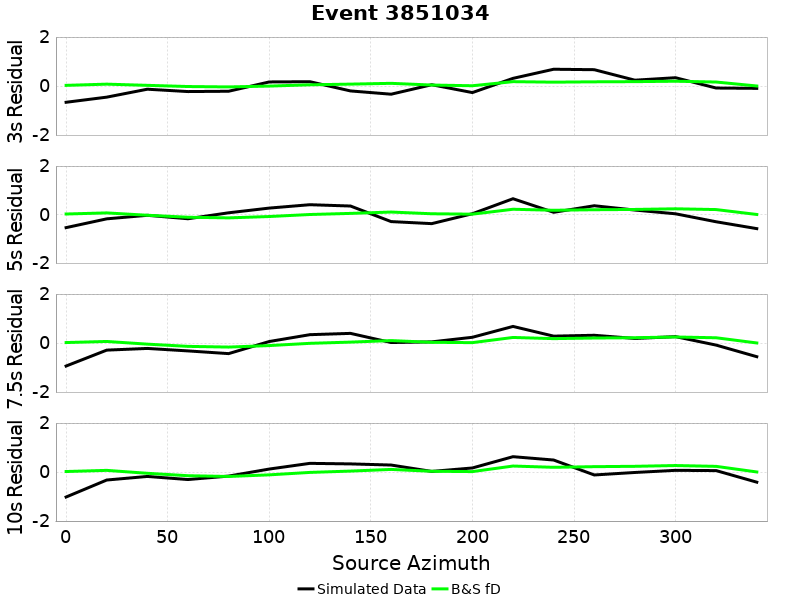 Event 3851034
3s Residual
2
0
-2
5s Residual
2
0
-2
7.5s Residual
2
0
-2
10s Residual
2
0
-2
0 50 100 150 200 250 300
Source Azimuth
Simulated Data B&S fD